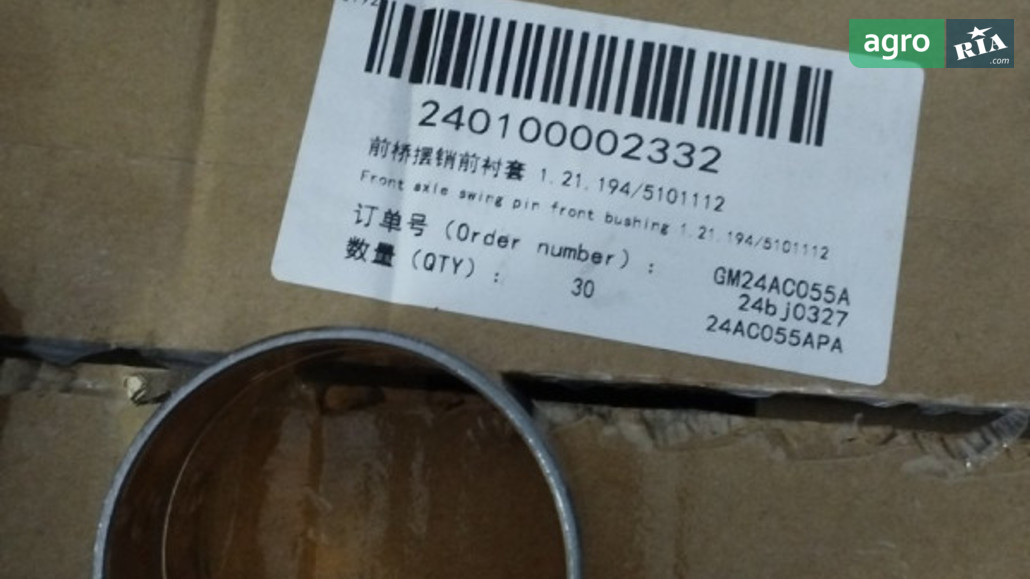 agro RIA .com
240100002332
前桥摆销前衬套 1.21.194/5101112
Front axle swing pin front bushing 1.21.194/5101112
订单号 (Order number) : GM24AC055A
24bj0327
数量 (QTY) : 30 24AC055APA